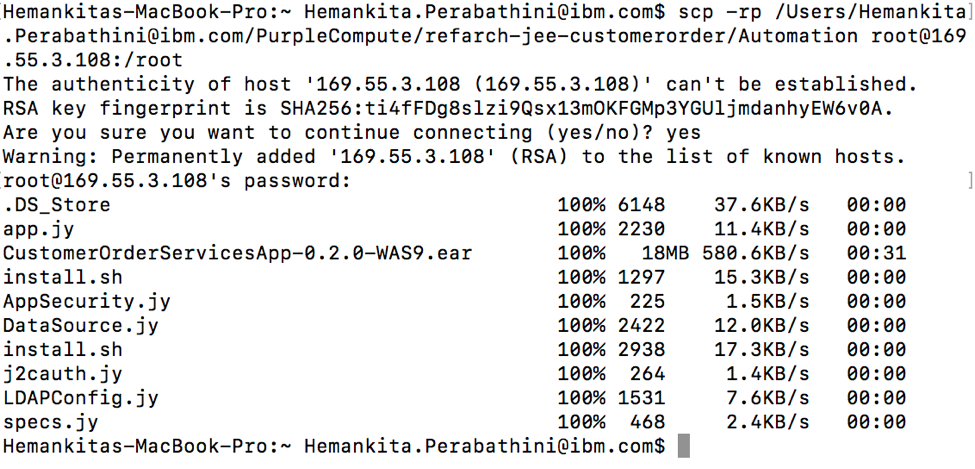 [Hemankitas-MacBook-Pro:~ Hemankita.Perabathini@ibm.com$ scp -rp /Users/Hemankita]
.Perabathini@ibm.com/PurpleCompute/refarch-jee-customerorder/Automation root@169
.55.3.108:/root
The authenticity of host '169.55.3.108 (169.55.3.108)' can't be established.
RSA key fingerprint is SHA256:ti4fFDg8slzi9Qsx13mOKFGMp3YGUljmdanhyEW6v0A.
Are you sure you want to continue connecting (yes/no)? yes
Warning: Permanently added '169.55.3.108' (RSA) to the list of known hosts.
[root@169.55.3.108's password: ]
.DS_Store 100% 6148 37.6KB/s 00:00
app.jy 100% 2230 11.4KB/s 00:00
CustomerOrderServicesApp-0.2.0-WAS9.ear 100% 18MB 580.6KB/s 00:31
install.sh 100% 1297 15.3KB/s 00:00
AppSecurity.jy 100% 225 1.5KB/s 00:00
DataSource.jy 100% 2422 12.0KB/s 00:00
install.sh 100% 2938 17.3KB/s 00:00
j2cauth.jy 100% 264 1.4KB/s 00:00
LDAPConfig.jy 100% 1531 7.6KB/s 00:00
specs.jy 100% 468 2.4KB/s 00:00
Hemankitas-MacBook-Pro:~ Hemankita.Perabathini@ibm.com$